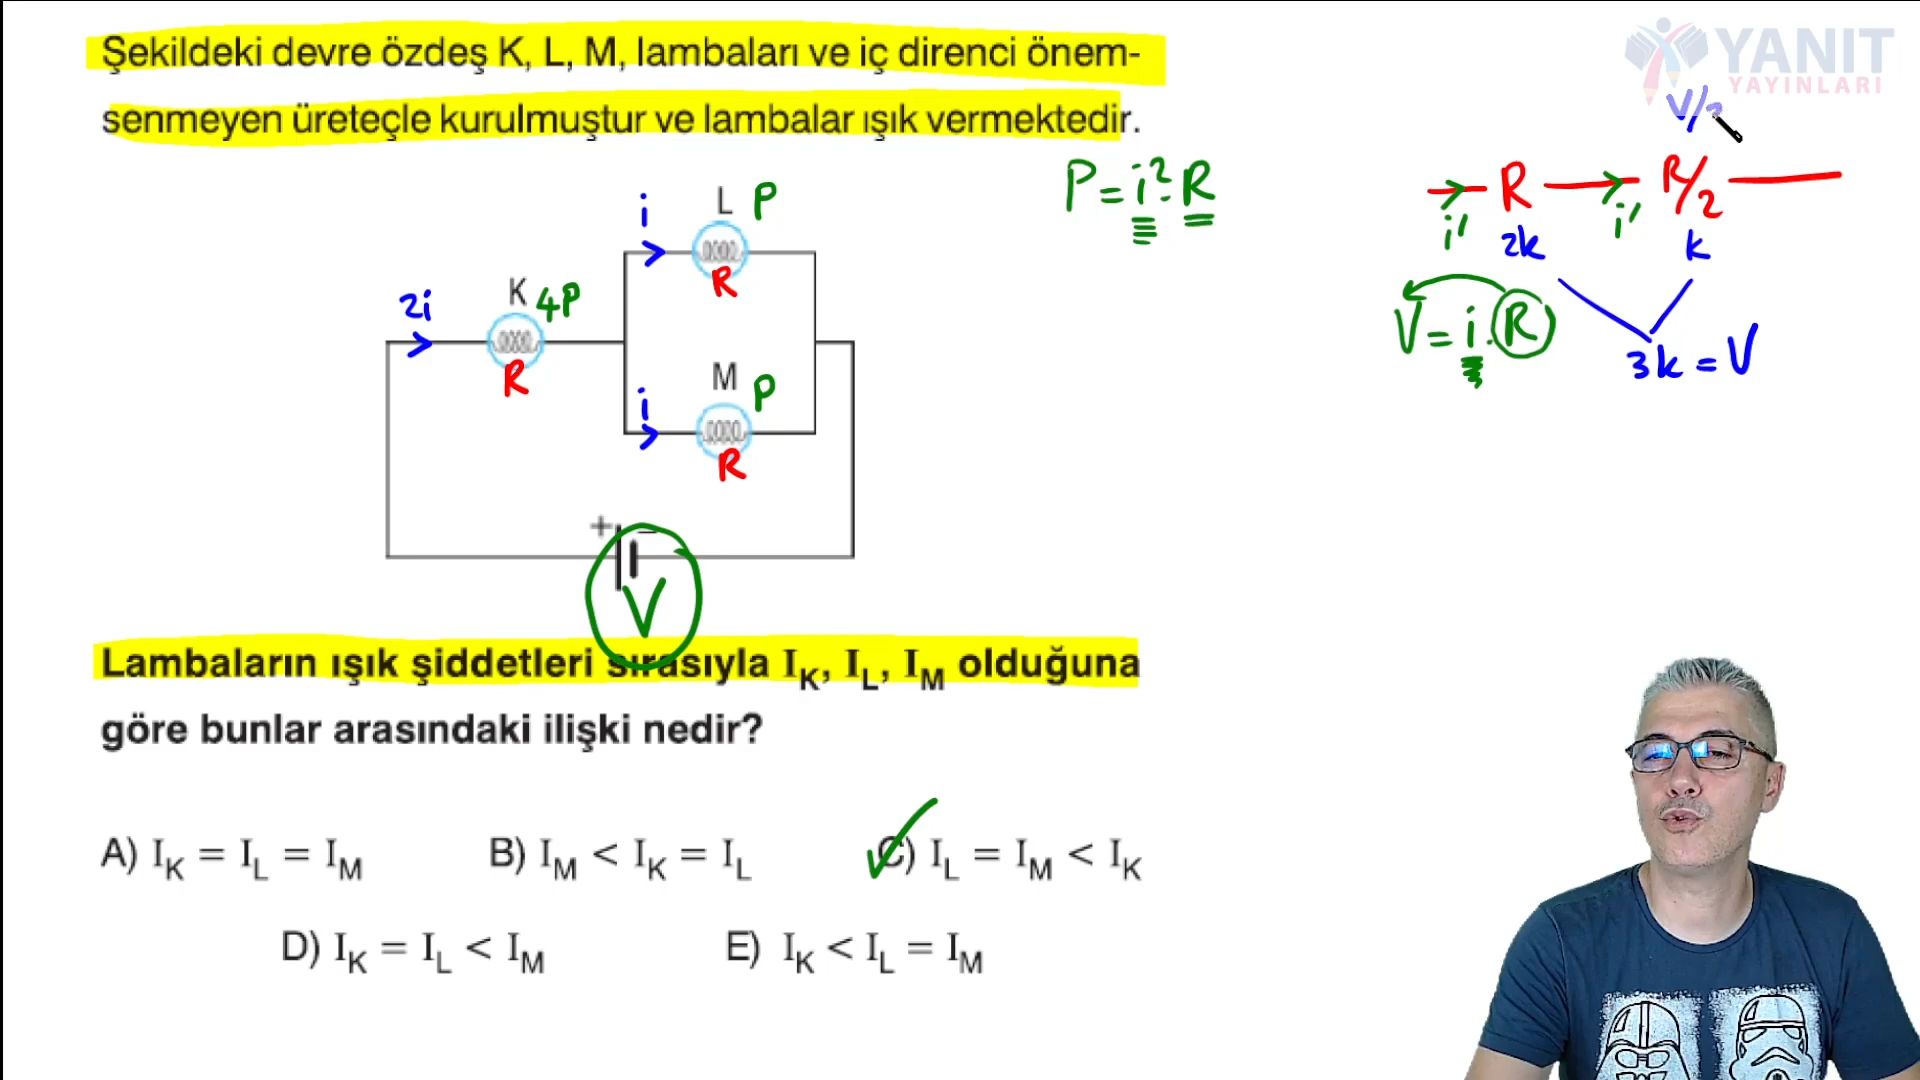 Şekildeki devre özdeş K, L, M, lambaları ve iç direnci önem-
senmeyen üreteçle kurulmuştur ve lambalar ışık vermektedir.
YANIT
YAYINLARI
V/3
P = i². R
R
R/2
i'
i'
2k
k
V = i . R
3k = V
L P
i
R
K 4P
2i
R
M P
i
R
+ −
V
Lambaların ışık şiddetleri sırasıyla I_K, I_L, I_M olduğuna
göre bunlar arasındaki ilişki nedir?
A) I_K = I_L = I_M B) I_M < I_K = I_L C) I_L = I_M < I_K
D) I_K = I_L < I_M E) I_K < I_L = I_M